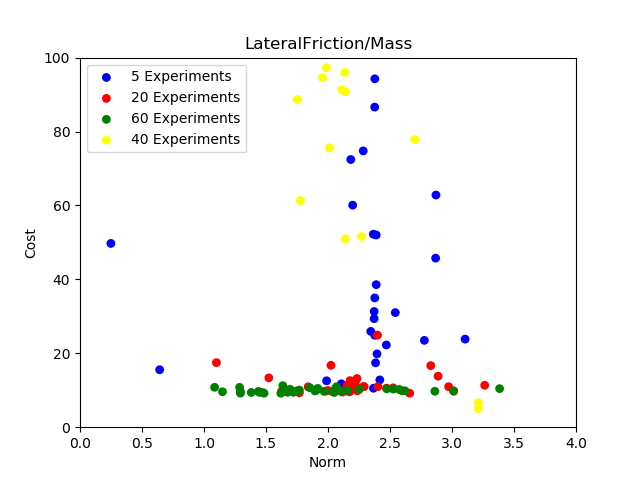 LateralFriction/Mass
5 Experiments
20 Experiments
60 Experiments
40 Experiments
Cost
100
80
60
40
20
0
0.0 0.5 1.0 1.5 2.0 2.5 3.0 3.5 4.0
Norm